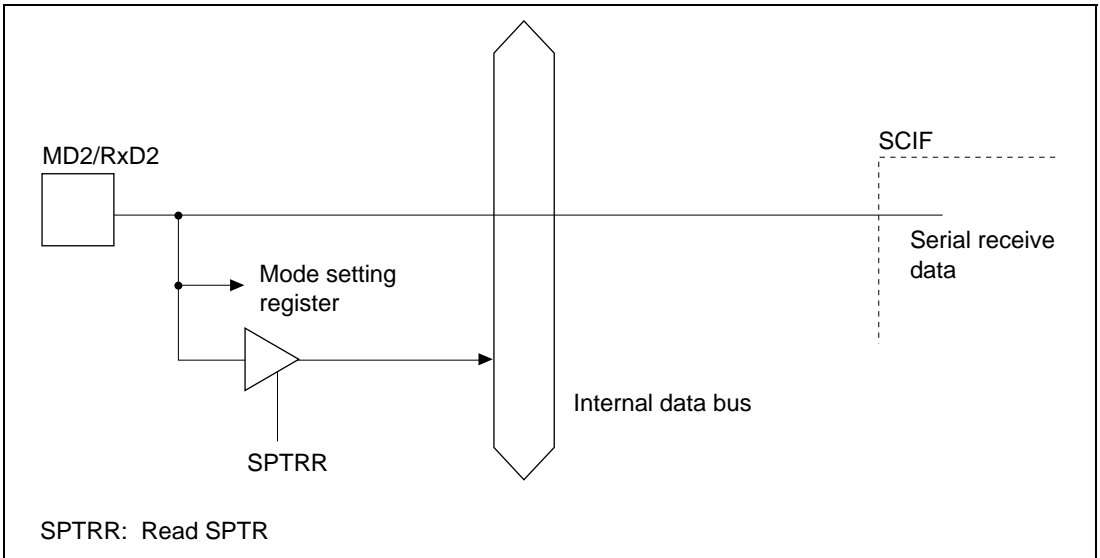 MD2/RxD2
SCIF
Serial receive
data
Mode setting
register
Internal data bus
SPTRR
SPTRR: Read SPTR